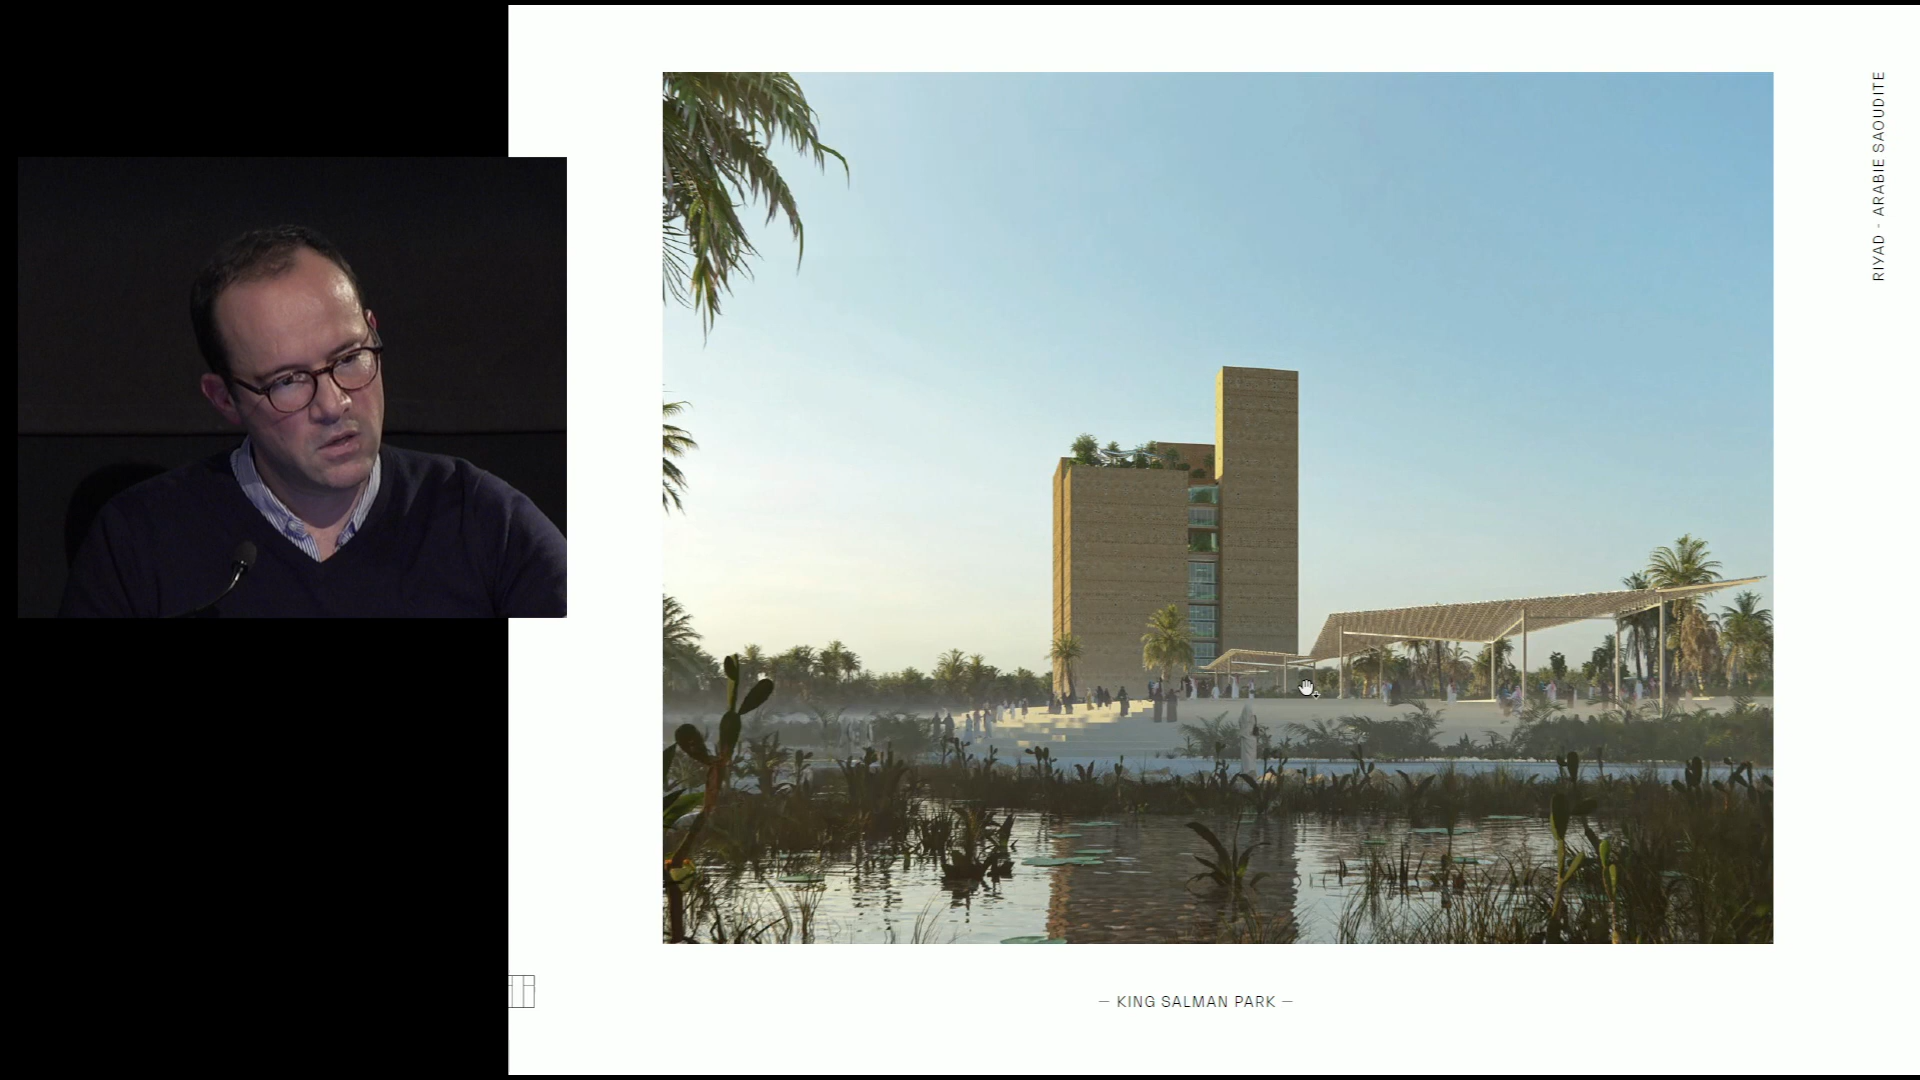 RIYAD - ARABIE SAOUDITE
— KING SALMAN PARK —